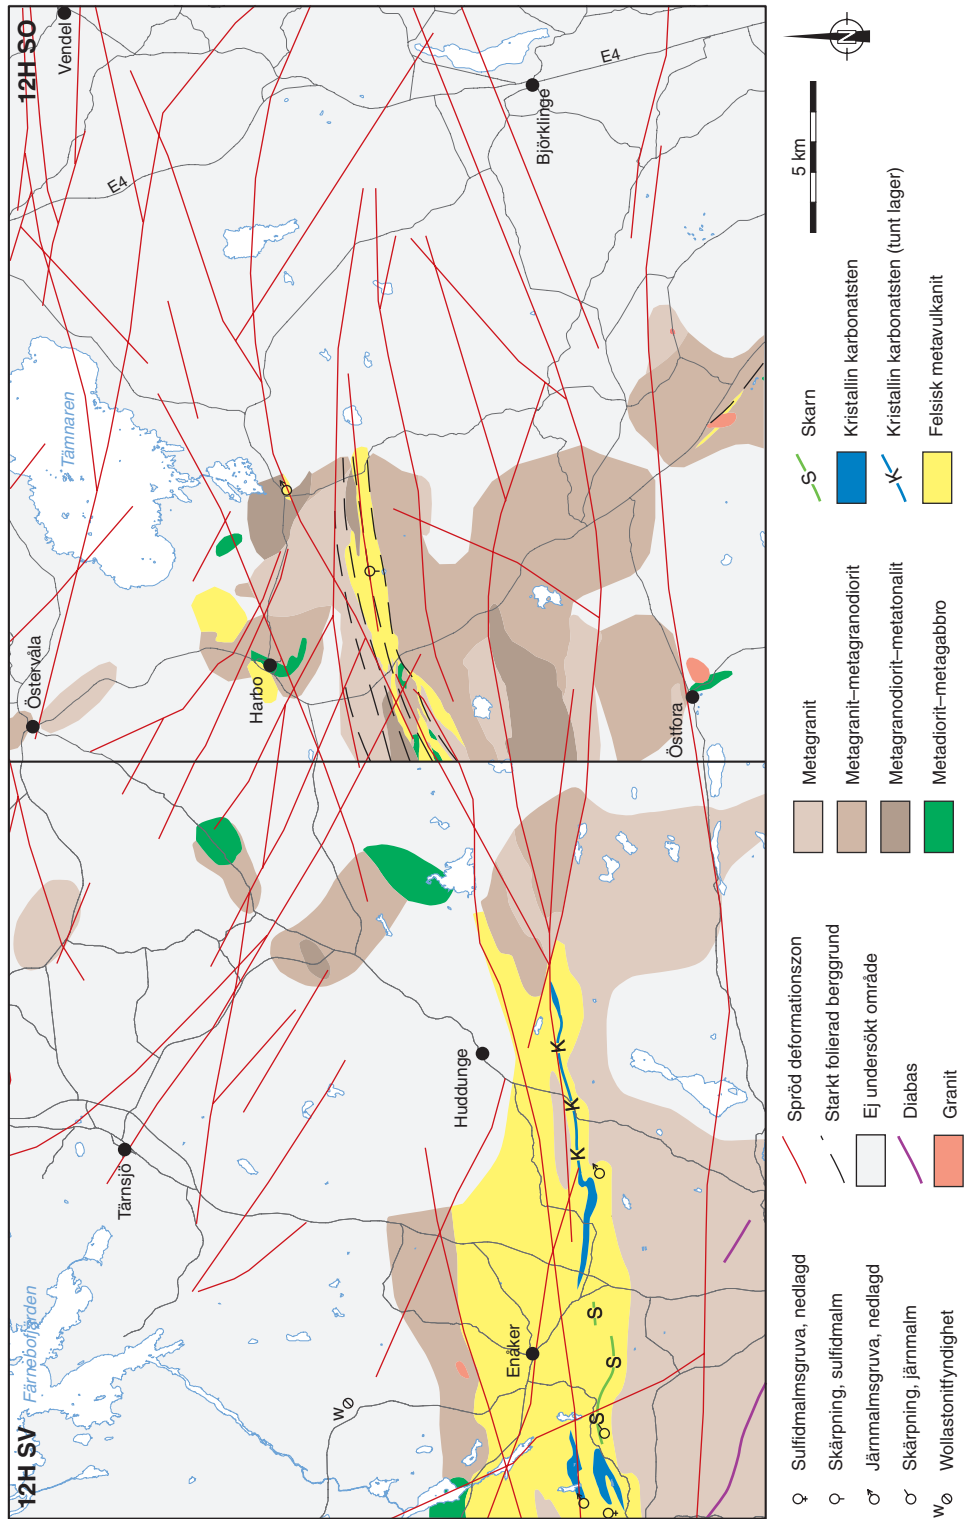 12H SV
12H SO
Färnebofjärden
Tärnsjö
Huddunge
Enåker
W
S
S
S
K
K
K
Östervåla
Tämnaren
Harbo
Östfora
Vendel
E4
E4
Björklinge
N
5 km
Sulfidmalmsgruva, nedlagd
Skärpning, sulfidmalm
Järnmalmsgruva, nedlagd
Skärpning, järnmalm
W
Wollastonitfyndighet
Spröd deformationszon
Starkt folierad berggrund
Ej undersökt område
Diabas
Granit
Metagranit
Metagranit–metagranodiorit
Metagranodiorit–metatonalit
Metadiorit–metagabbro
S
Skarn
Kristallin karbonatsten
K
Kristallin karbonatsten (tunt lager)
Felsisk metavulkanit